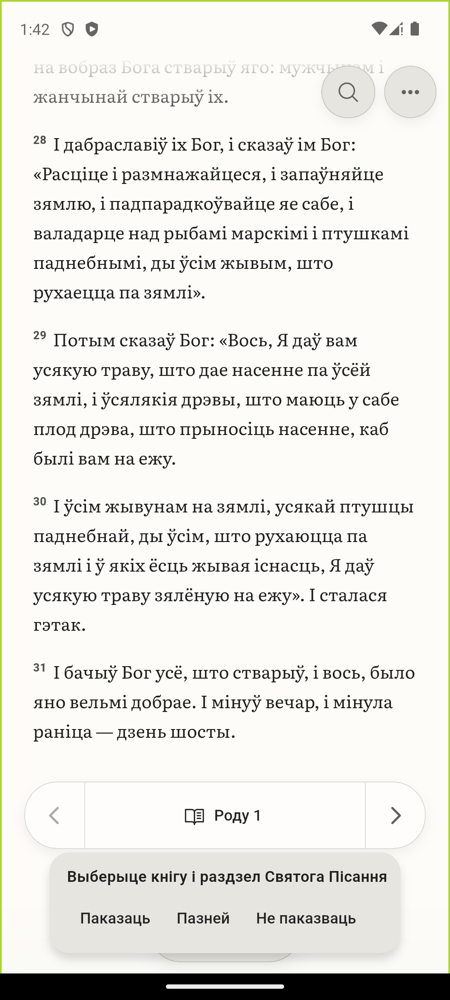 1:42
на вобраз Бога стварыў яго: мужчынам і
жанчынай стварыў іх.
28 І дабраславіў іх Бог, і сказаў ім Бог:
«Расціце і размнажайцеся, і запаўняйце
зямлю, і падпарадкоўвайце яе сабе, і
валадарце над рыбамі марскімі і птушкамі
паднебнымі, ды ўсім жывым, што
рухаецца па зямлі».
29 Потым сказаў Бог: «Вось, Я даў вам
усякую траву, што дае насенне па ўсёй
зямлі, і ўсялякія дрэвы, што маюць у сабе
плод дрэва, што прыносіць насенне, каб
былі вам на ежу.
30 І ўсім жывунам на зямлі, усякай птушцы
паднебнай, ды ўсім, што рухаюцца па
зямлі і ў якіх ёсць жывая існасць, Я даў
усякую траву зялёную на ежу». І сталася
гэтак.
31 І бачыў Бог усё, што стварыў, і вось, было
яно вельмі добрае. І мінуў вечар, і мінула
раніца — дзень шосты.
Роду 1
Выберыце кнігу і раздзел Святога Пісання
Паказаць Пазней Не паказваць